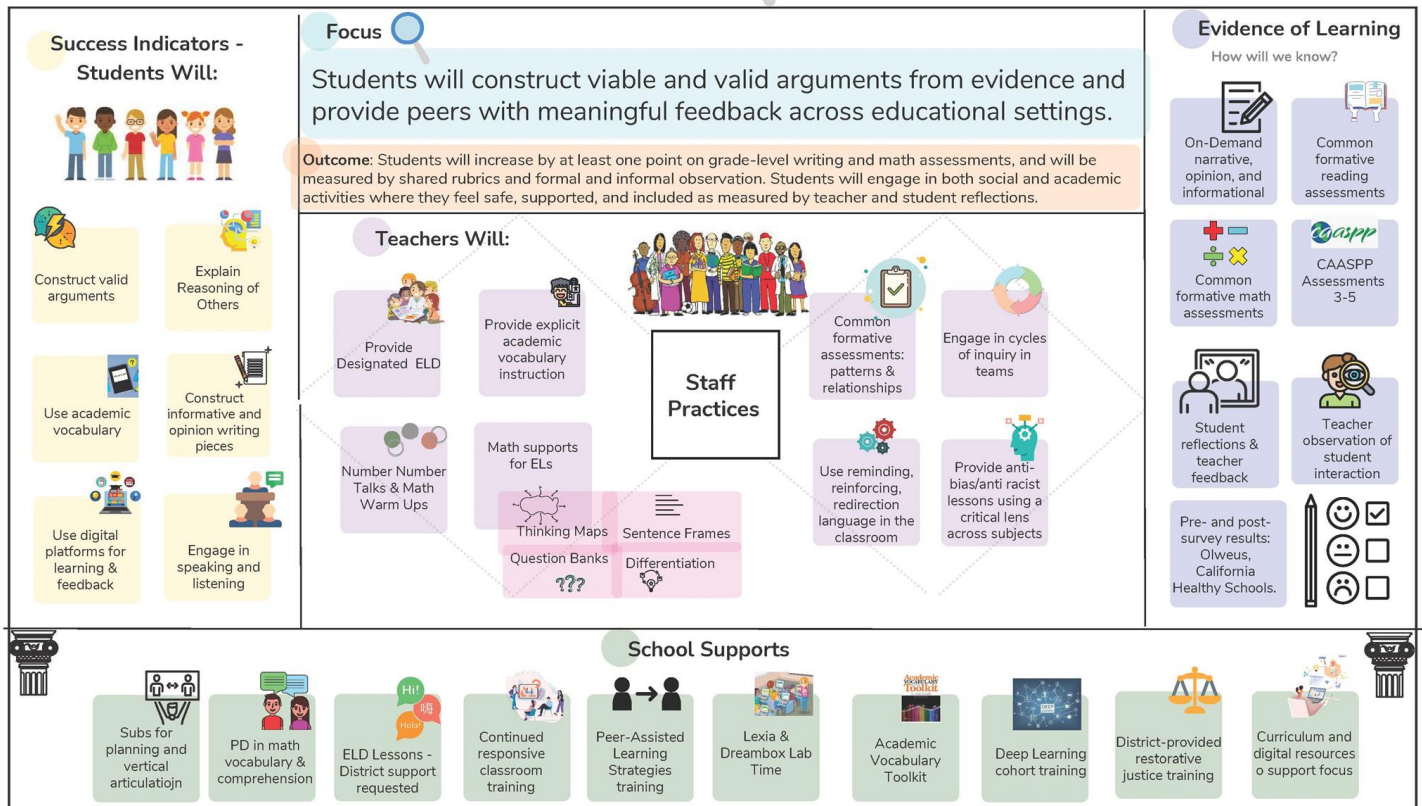 Success Indicators -
Students Will:
Construct valid
arguments
Explain
Reasoning of
Others
Use academic
vocabulary
Construct
informative and
opinion writing
pieces
Use digital
platforms for
learning &
feedback
Engage in
speaking and
listening
Focus
Students will construct viable and valid arguments from evidence and
provide peers with meaningful feedback across educational settings.
Outcome: Students will increase by at least one point on grade-level writing and math assessments, and will be
measured by shared rubrics and formal and informal observation. Students will engage in both social and academic
activities where they feel safe, supported, and included as measured by teacher and student reflections.
Teachers Will:
Provide
Designated ELD
Provide explicit
academic
vocabulary
instruction
Number Number
Talks & Math
Warm Ups
Math supports
for ELs
Thinking Maps
Sentence Frames
Question Banks
???
Differentiation
Staff
Practices
Common
formative
assessments:
patterns &
relationships
Engage in cycles
of inquiry in
teams
Use reminding,
reinforcing,
redirection
language in the
classroom
Provide anti-
bias/anti racist
lessons using a
critical lens
across subjects
Evidence of Learning
How will we know?
On-Demand
narrative,
opinion, and
informational
Common
formative
reading
assessments
Common
formative math
assessments
caaspp
CAASPP
Assessments
3-5
Student
reflections &
teacher
feedback
Teacher
observation of
student
interaction
Pre- and post-
survey results:
Olweus,
California
Healthy Schools.
School Supports
Subs for
planning and
vertical
articulatiojn
PD in math
vocabulary &
comprehension
Hi!
嗨
Hola!
ELD Lessons -
District support
requested
Continued
responsive
classroom
training
Peer-Assisted
Learning
Strategies
training
Lexia &
Dreambox Lab
Time
Academic
Vocabulary
Toolkit
Academic
Vocabulary
Toolkit
Deep Learning
cohort training
District-provided
restorative
justice training
Curriculum and
digital resources
o support focus